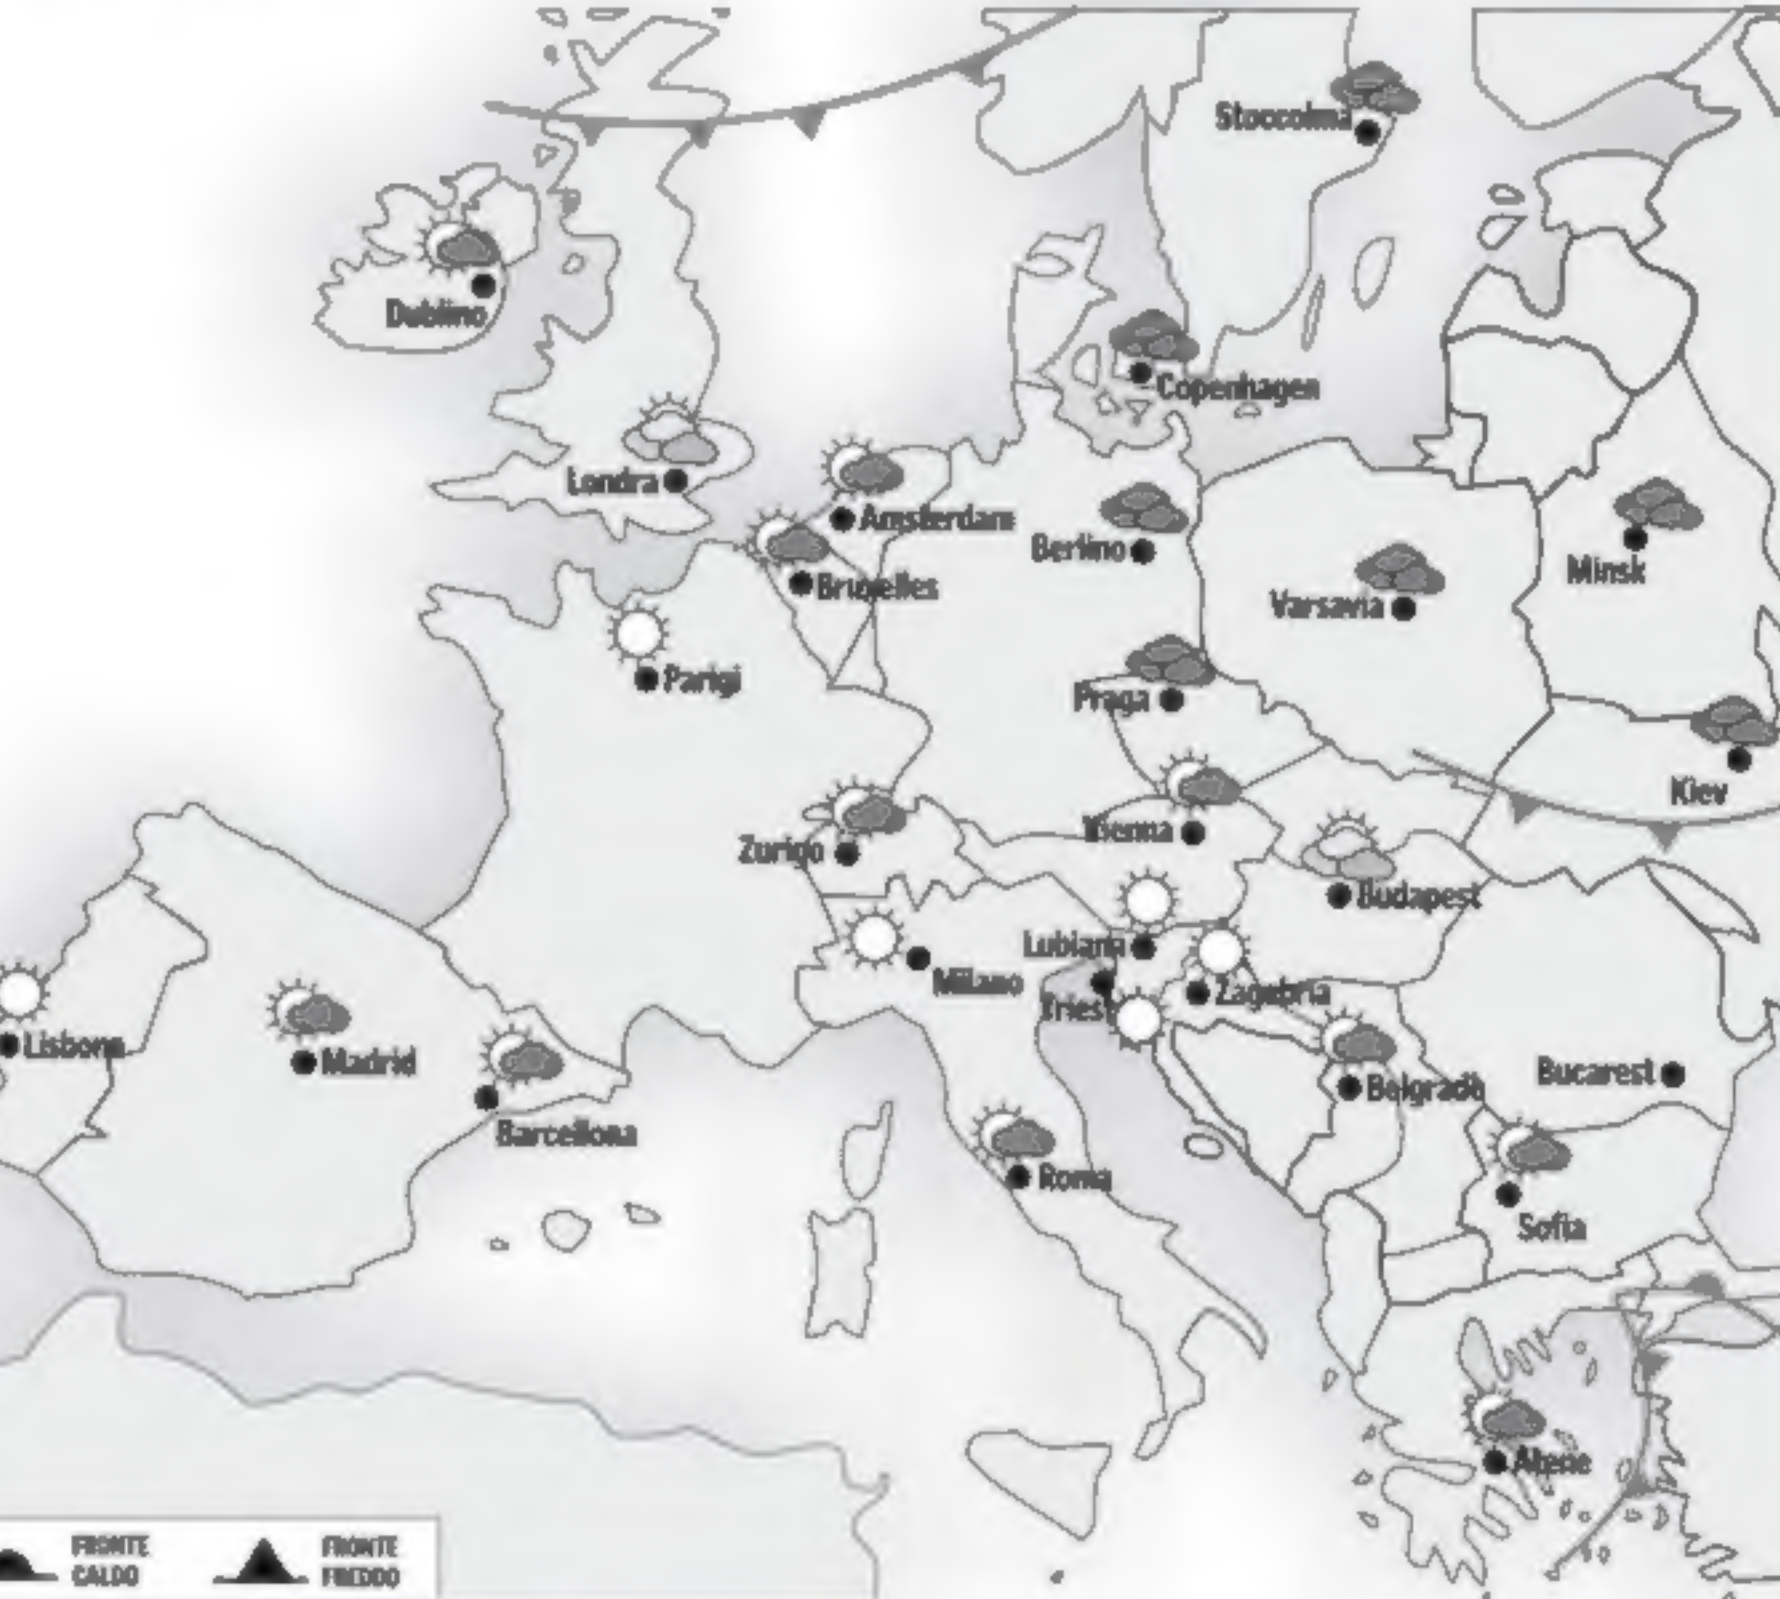 Stoccolma
Dublino
Copenhagen
Londra
Amsterdam
Berlino
Minsk
Bruxelles
Varsavia
Parigi
Praga
Kiev
Vienna
Zurigo
Budapest
Lubiana
Milano
Zagabria
Lisbona
Madrid
Belgrado
Bucarest
Barcellona
Roma
Sofia
Atene
FRONTE
CALDO
FRONTE
FREDDO